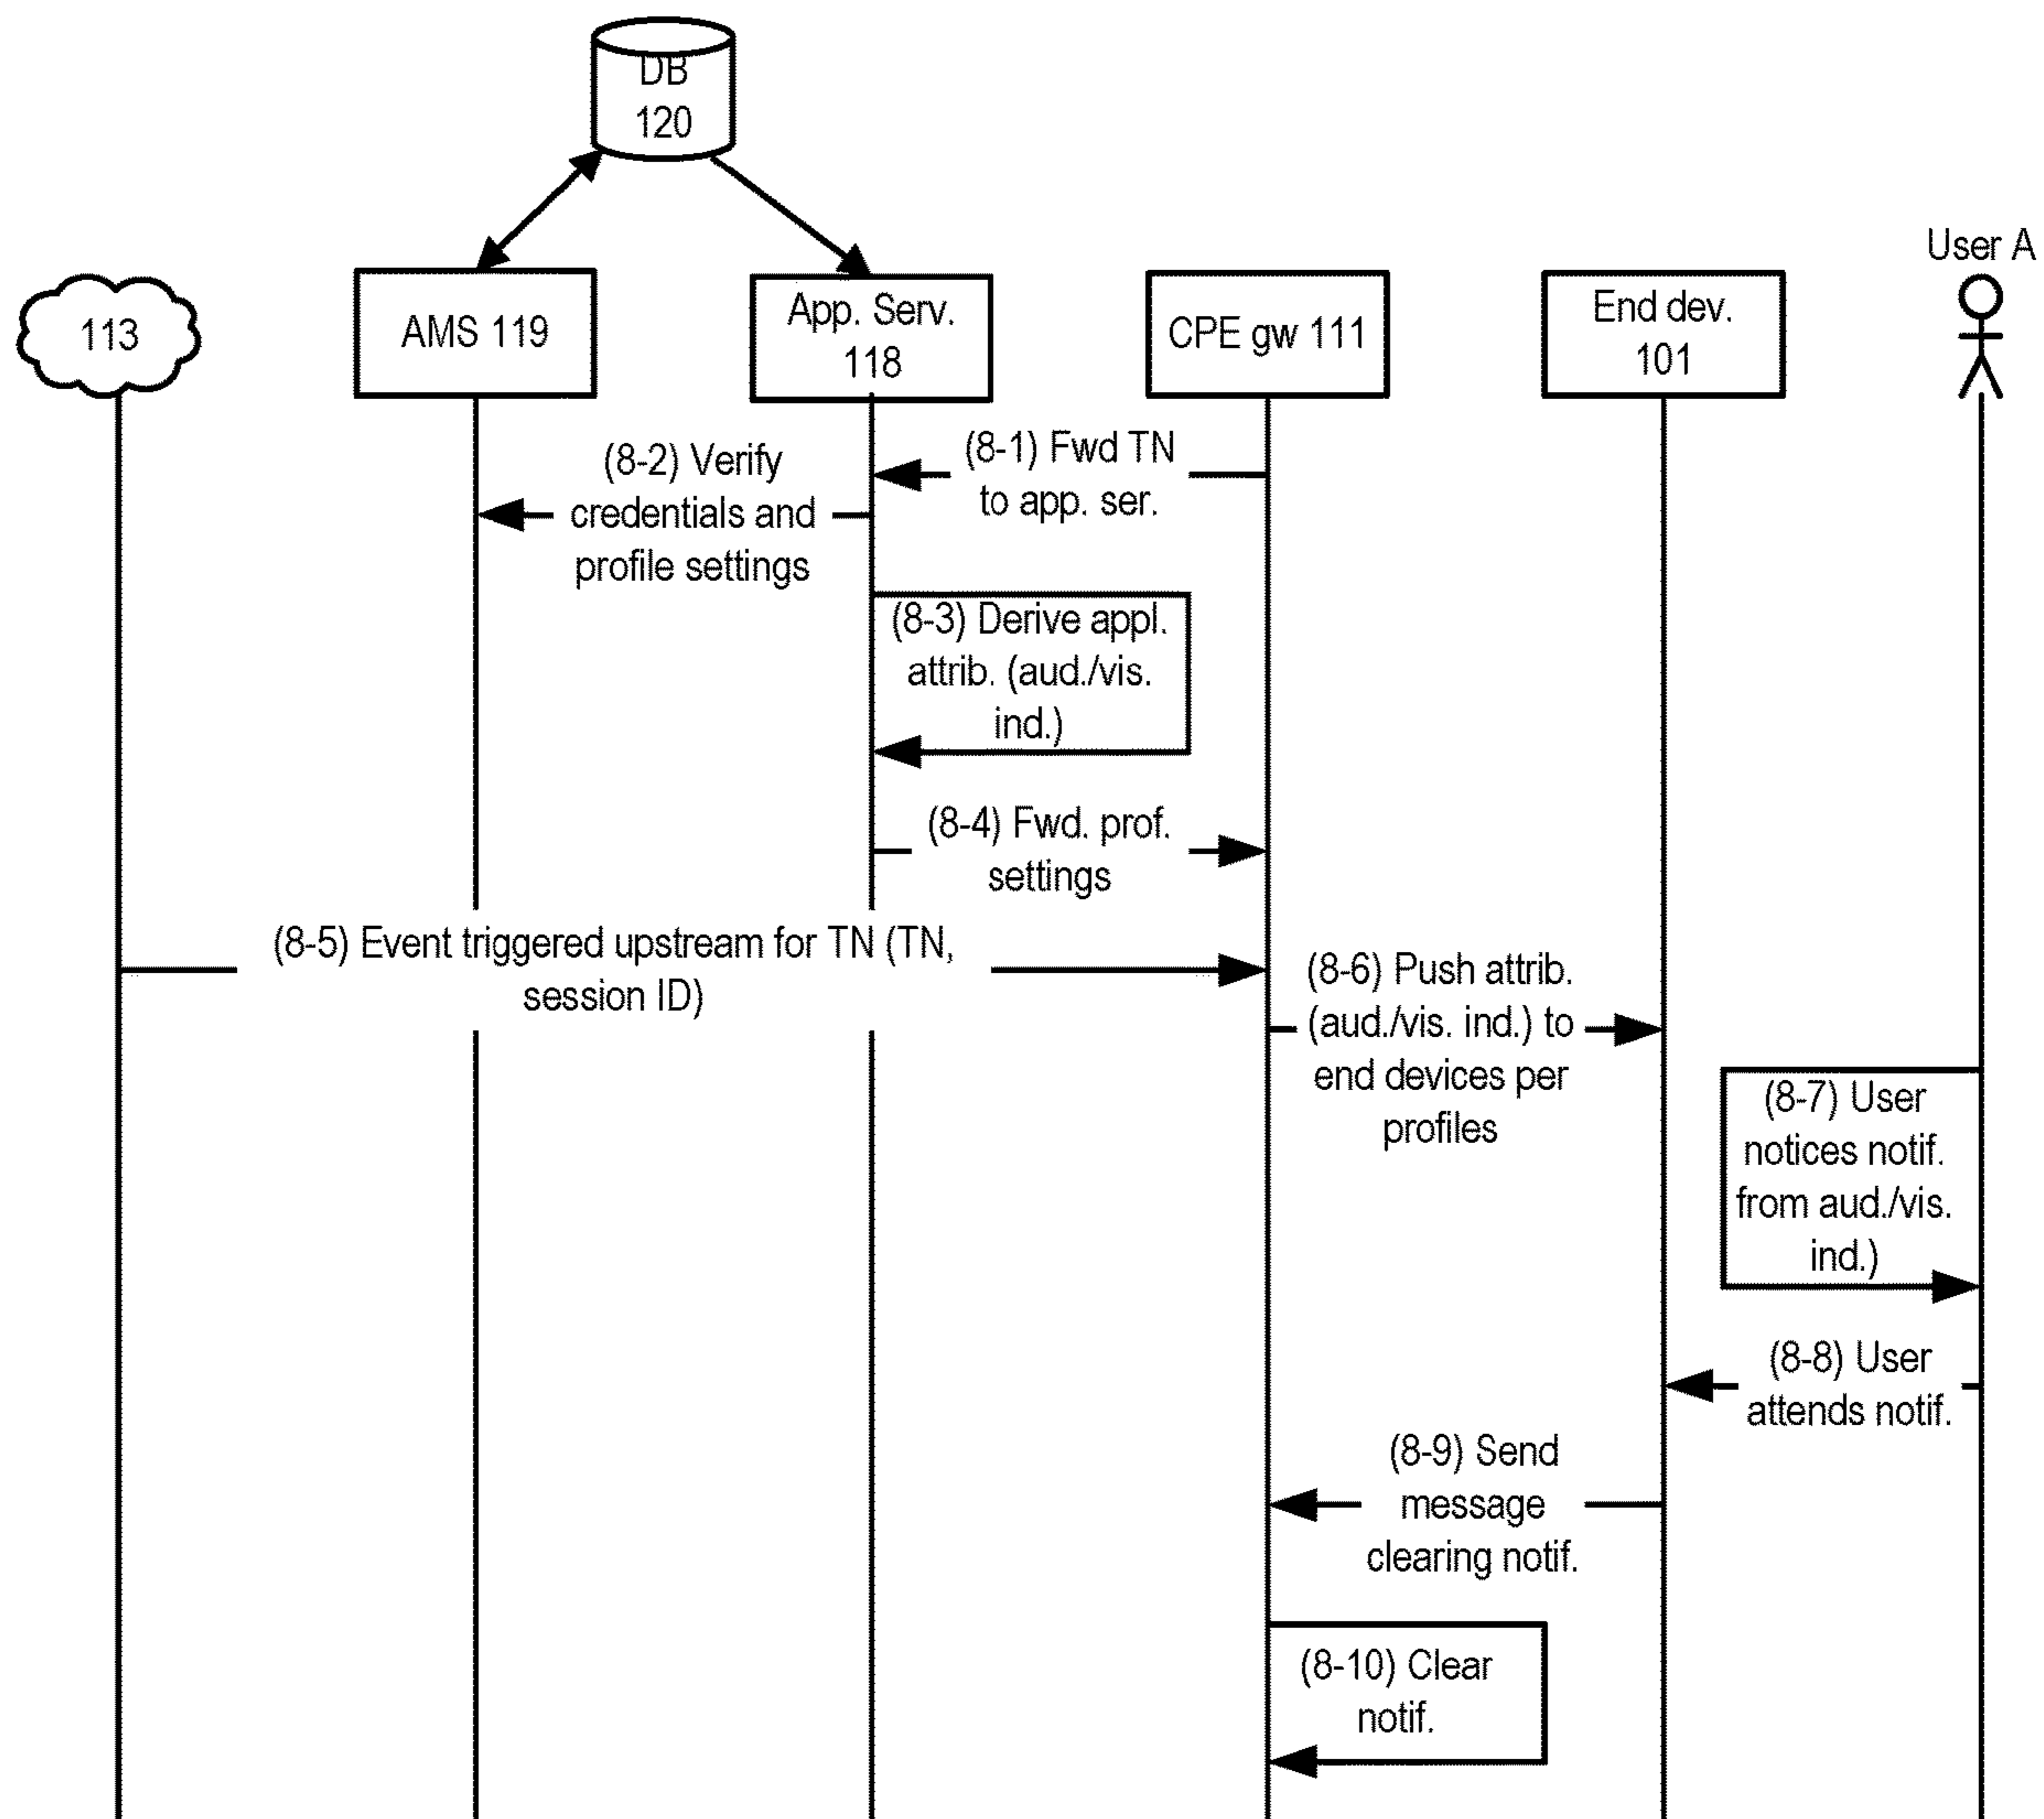 DB
120
User A
113
AMS 119
App. Serv.
118
CPE gw 111
End dev.
101
(8-1) Fwd TN
to app. ser.
(8-2) Verify
credentials and
profile settings
(8-3) Derive appl.
attrib. (aud./vis.
ind.)
(8-4) Fwd. prof.
settings
(8-5) Event triggered upstream for TN (TN,
session ID)
(8-6) Push attrib.
(aud./vis. ind.) to
end devices per
profiles
(8-7) User
notices notif.
from aud./vis.
ind.)
(8-8) User
attends notif.
(8-9) Send
message
clearing notif.
(8-10) Clear
notif.